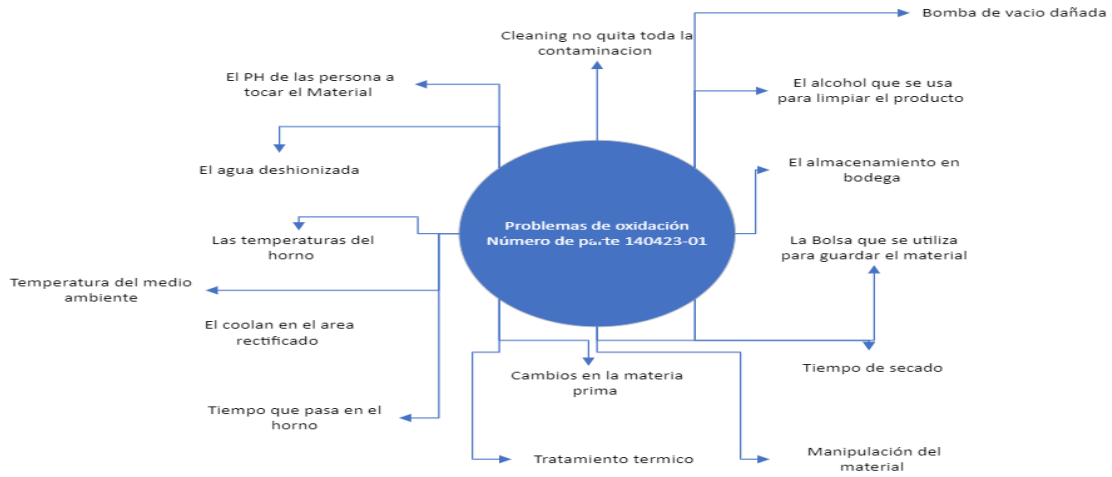 Bomba de vacio dañada
Cleaning no quita toda la
contaminacion
El PH de las persona a
tocar el Material
El alcohol que se usa
para limpiar el producto
El agua deshionizada
El almacenamiento en
bodega
Problemas de oxidación
Número de parte 140423-01
Las temperaturas del
horno
La Bolsa que se utiliza
para guardar el material
Temperatura del medio
ambiente
El coolan en el area
rectificado
Tiempo de secado
Cambios en la materia
prima
Tiempo que pasa en el
horno
Tratamiento termico
Manipulación del
material